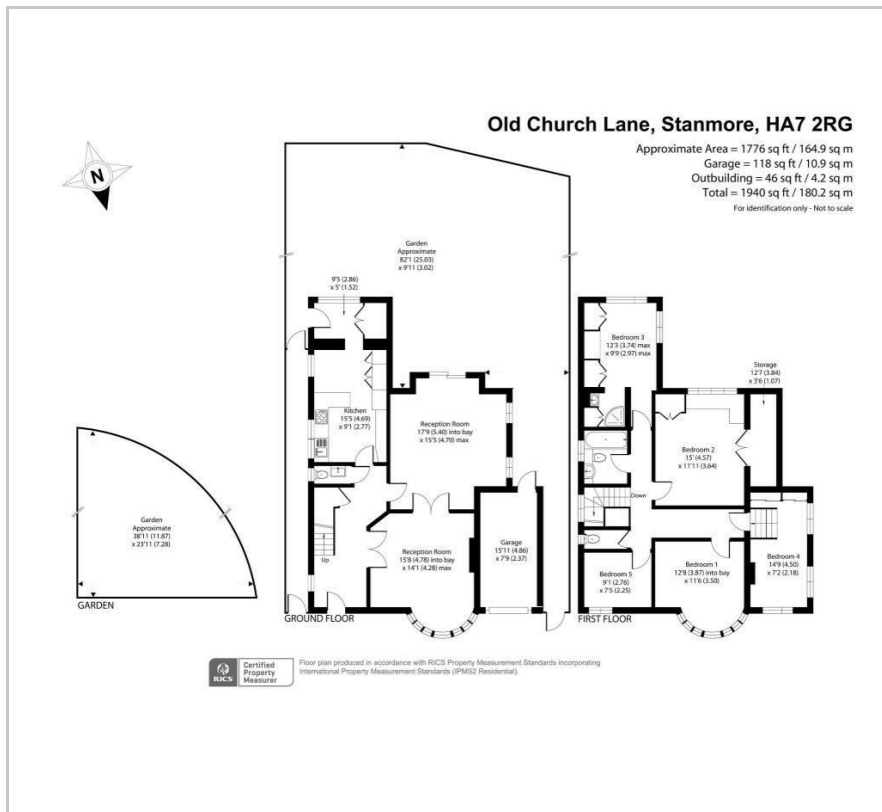 Old Church Lane, Stanmore, HA7 2RG
Approximate Area = 1776 sq ft / 164.9 sq m
Garage = 118 sq ft / 10.9 sq m
Outbuilding = 46 sq ft / 4.2 sq m
Total = 1940 sq ft / 180.2 sq m
For identification only - Not to scale
N
Garden
Approximate
82'1 (25.03)
x 9'11 (3.02)
9'5 (2.86)
x 5' (1.52)
Kitchen
15'5 (4.69)
x 9'1 (2.77)
Reception Room
17'9 (5.40) into bay
x 15'5 (4.70) max
Up
Reception Room
15'8 (4.78) into bay
x 14'1 (4.28) max
Garage
15'11 (4.86)
x 7'9 (2.37)
GROUND FLOOR
Bedroom 3
12'3 (3.74) max
x 9'9 (2.97) max
Storage
12'7 (3.84)
x 3'6 (1.07)
Bedroom 2
15' (4.57)
x 11'11 (3.64)
Down
Bedroom 5
9'1 (2.76)
x 7'5 (2.25)
Bedroom 1
12'8 (3.87) into bay
x 11'6 (3.50)
Bedroom 4
14'9 (4.50)
x 7'2 (2.18)
FIRST FLOOR
Garden
Approximate
38'11 (11.87)
x 23'11 (7.28)
GARDEN
RICS
Certified
Property
Measurer
Floor plan produced in accordance with RICS Property Measurement Standards incorporating
International Property Measurement Standards (IPMS2 Residential).